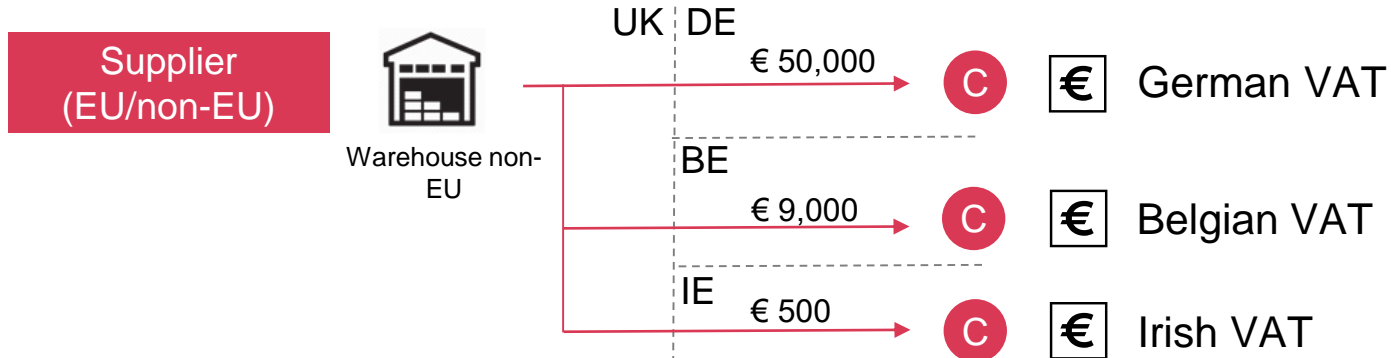 UK DE
Supplier
(EU/non-EU)
€ 50,000
C
€
German VAT
Warehouse non-
EU
BE
€ 9,000
C
€
Belgian VAT
IE
€ 500
C
€
Irish VAT